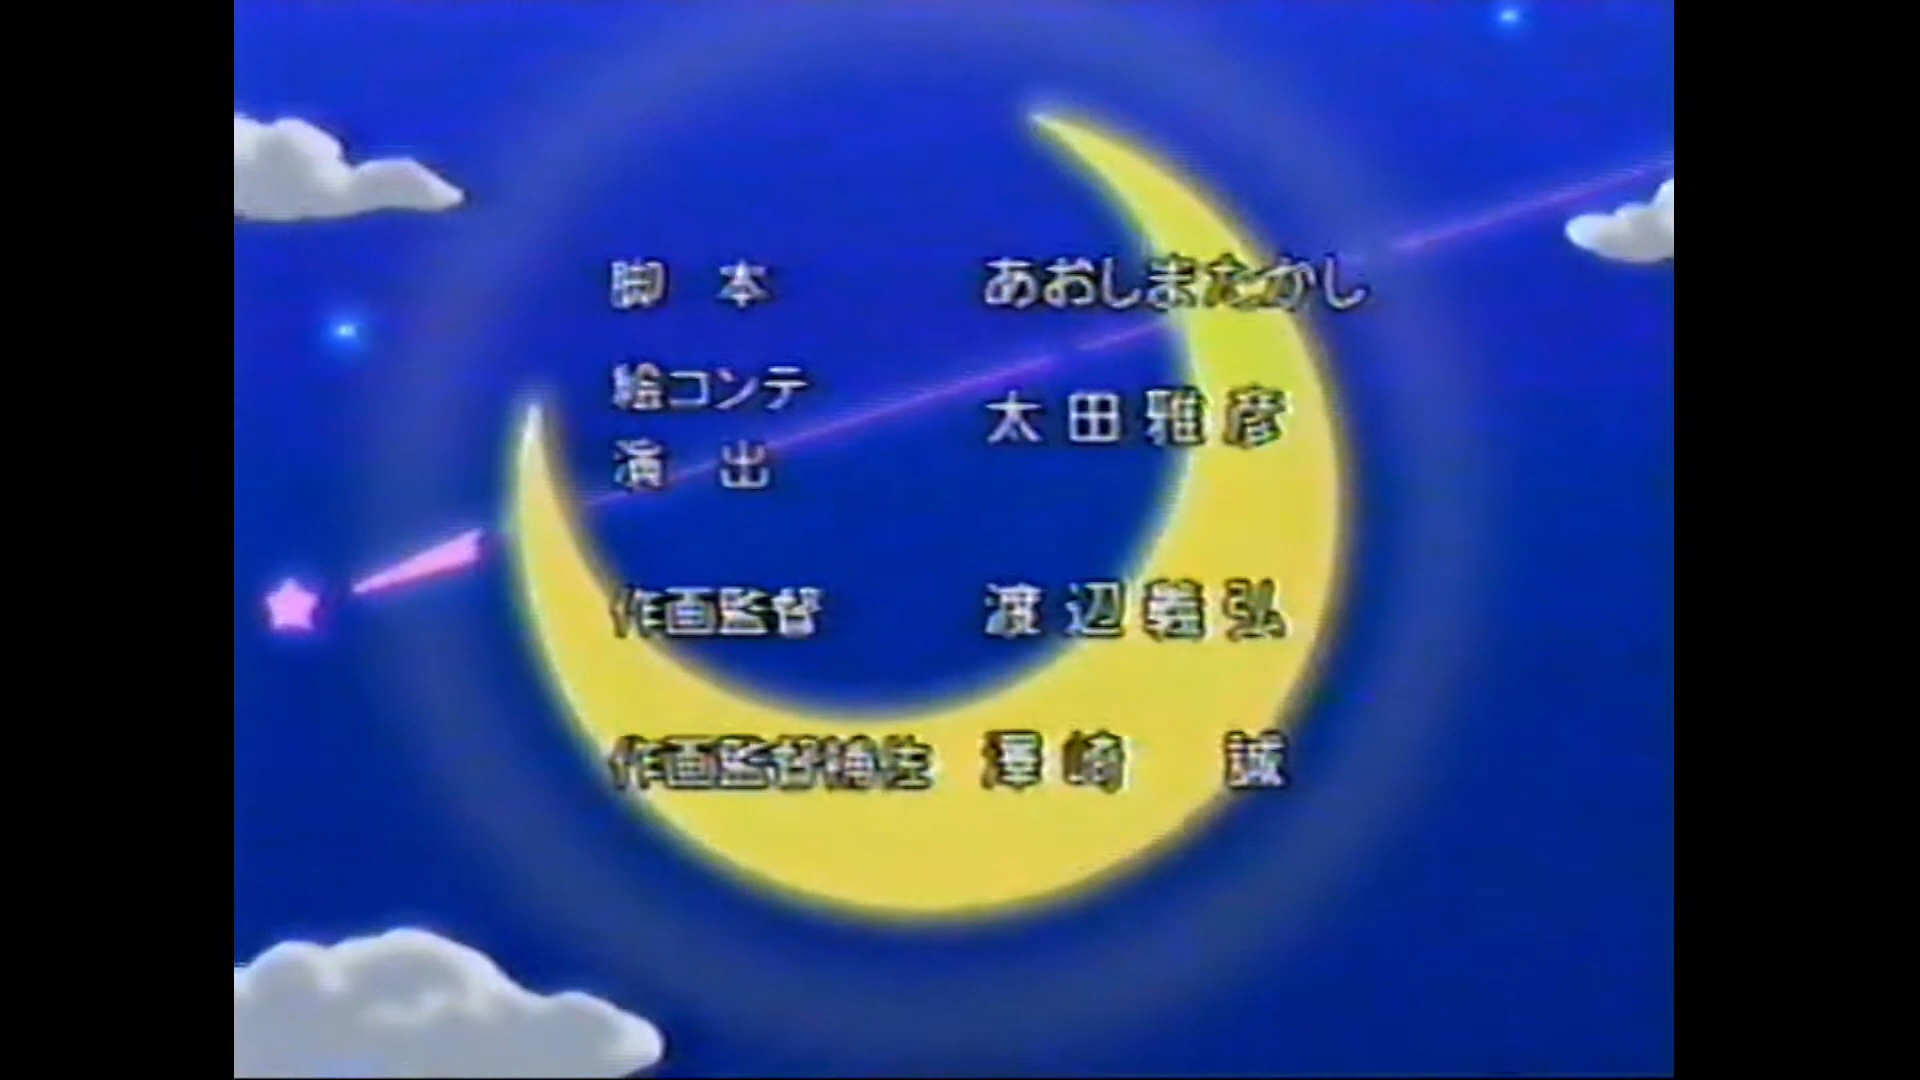 脚 本 あおしまたかし
絵コンテ
演 出 太田雅彦
作画監督 渡辺義弘
作画監督補佐 澤崎 誠